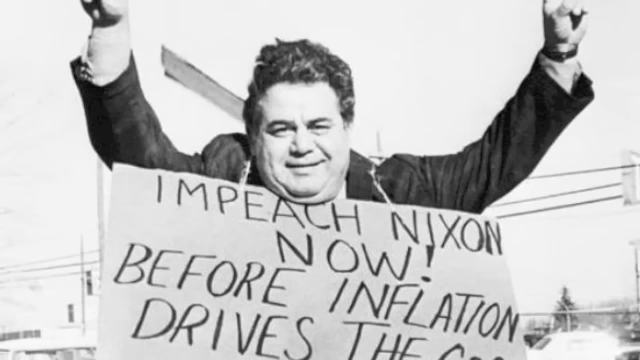 IMPEACH NIXON
NOW!
BEFORE INFLATION
DRIVES THE